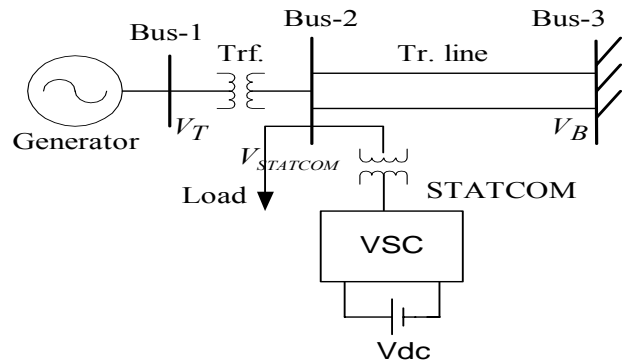 Bus-1
Trf.
Bus-2
Tr. line
Bus-3
Generator
V_T
V_B
V_STATCOM
Load
STATCOM
VSC
Vdc